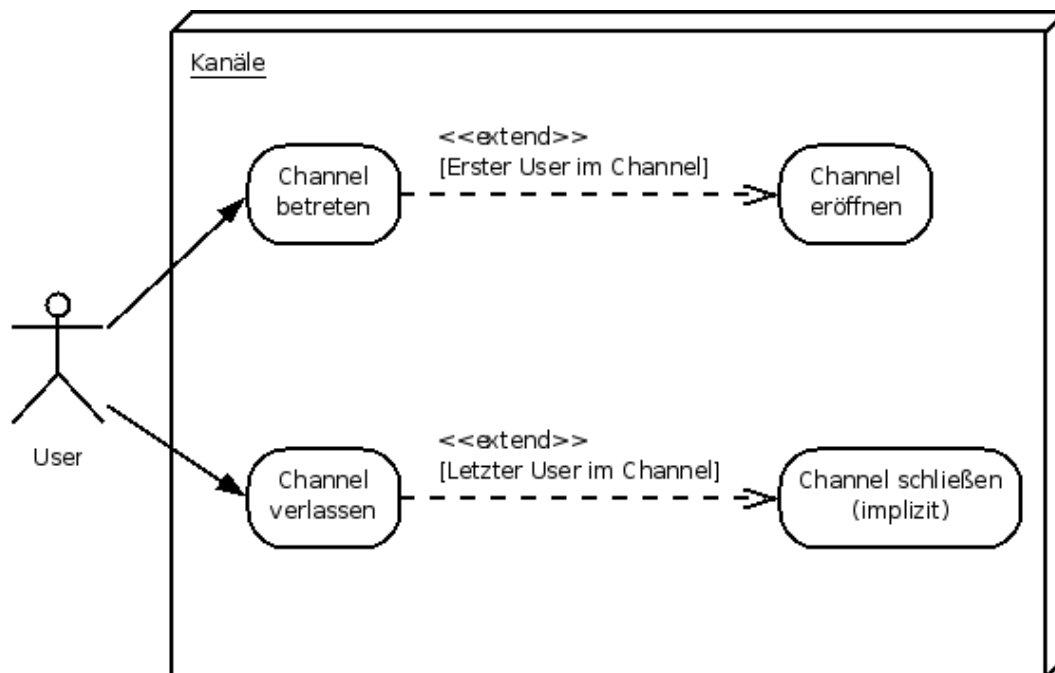 Kanäle
<<extend>>
[Erster User im Channel]
Channel
betreten
Channel
eröffnen
User
<<extend>>
[Letzter User im Channel]
Channel
verlassen
Channel schließen
(implizit)